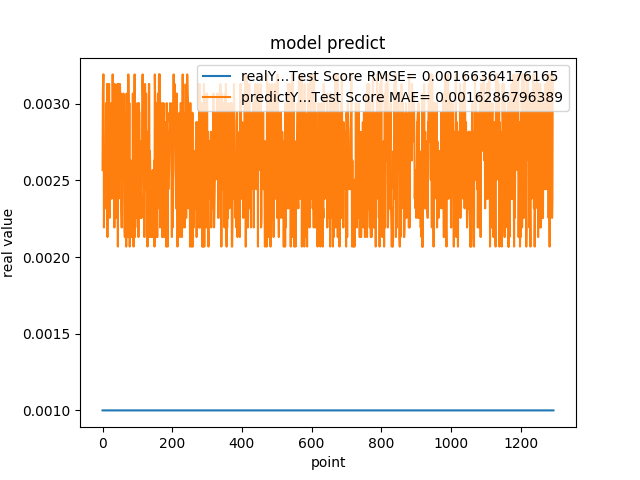 model predict
realY...Test Score RMSE= 0.00166364176165
predictY...Test Score MAE= 0.0016286796389
real value
0.0030
0.0025
0.0020
0.0015
0.0010
0 200 400 600 800 1000 1200
point